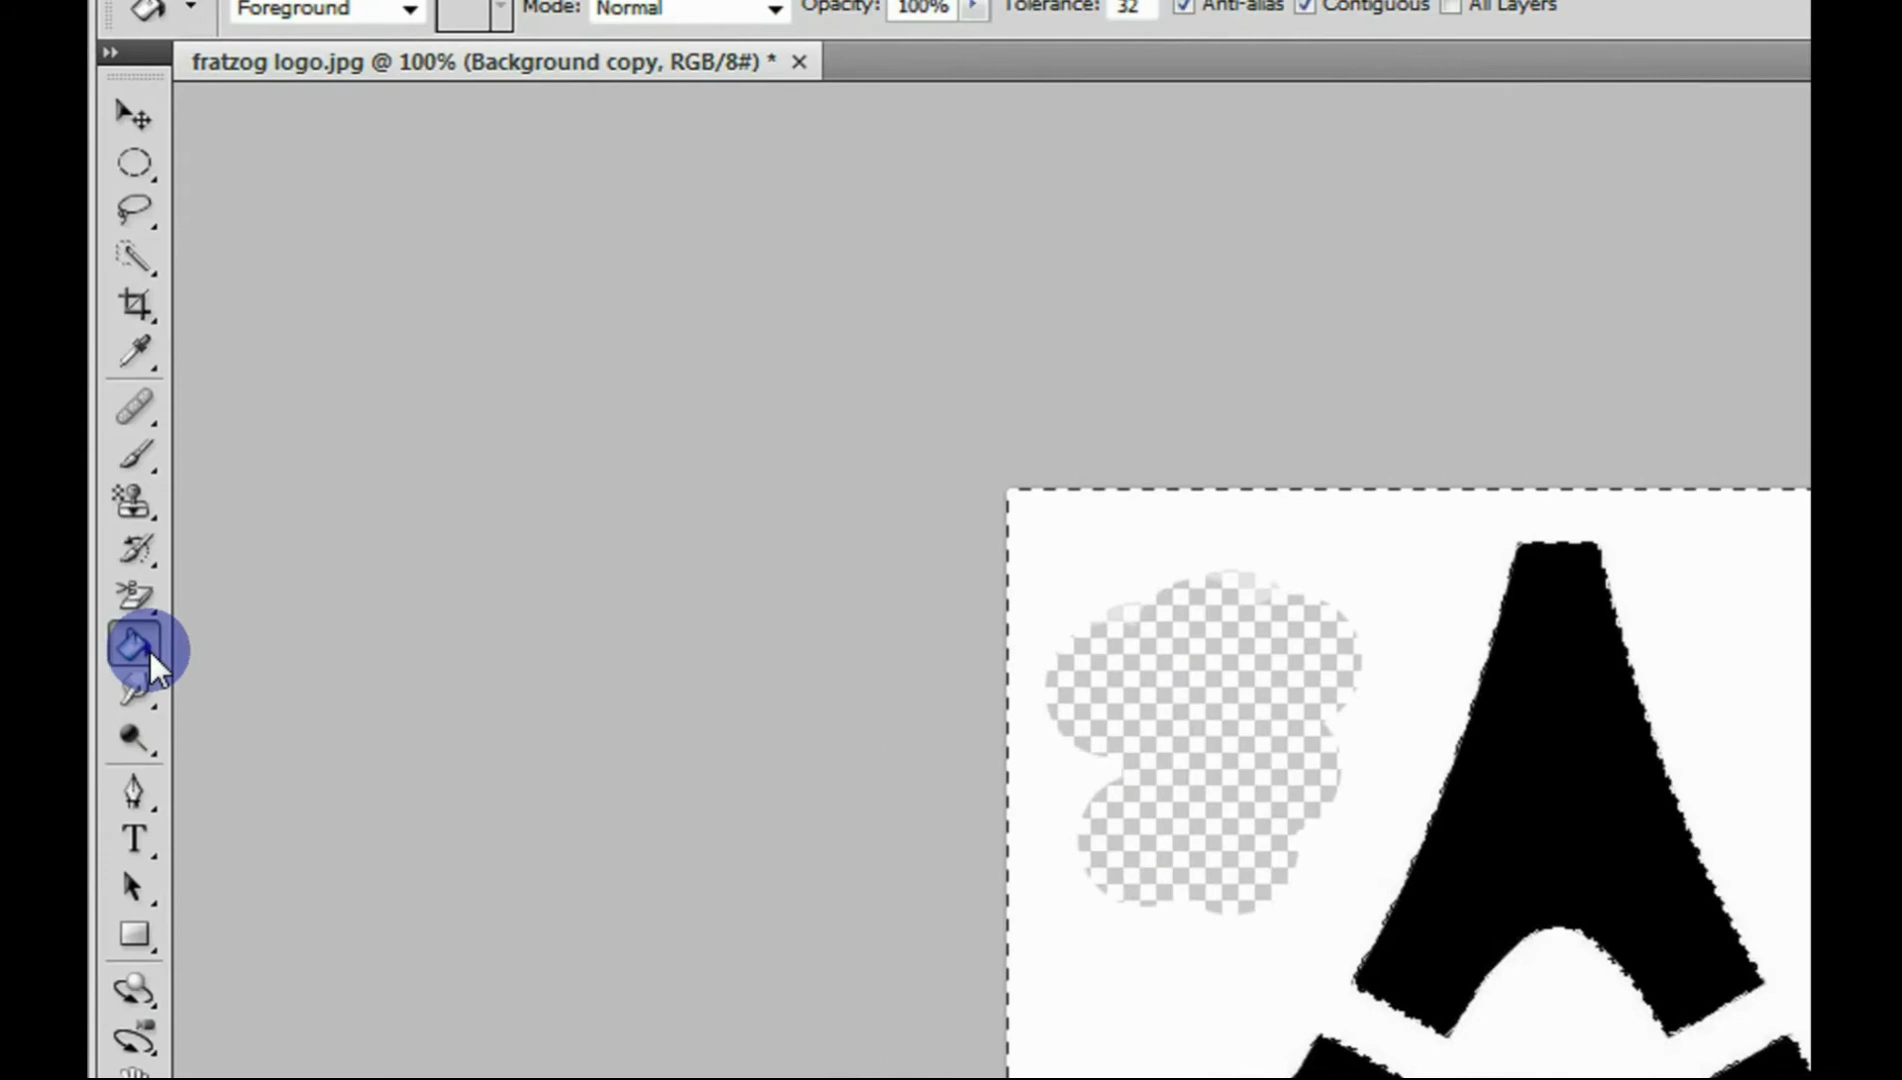 Foreground Mode: Normal Opacity: 100% Tolerance: 32 Anti-alias Contiguous All Layers
fratzog logo.jpg @ 100% (Background copy, RGB/8#) *
T